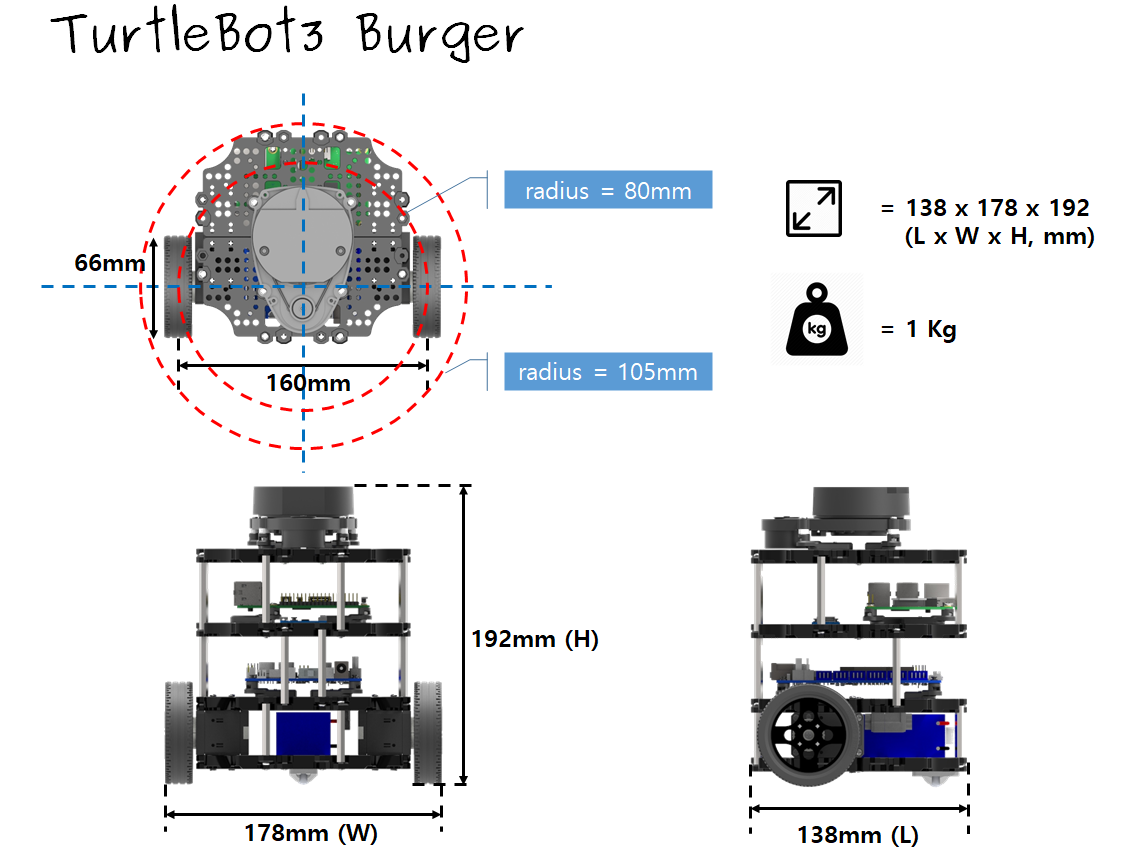 TurtleBot3 Burger
radius = 80mm
= 138 x 178 x 192
(L x W x H, mm)
66mm
kg
= 1 Kg
radius = 105mm
160mm
192mm (H)
178mm (W)
138mm (L)